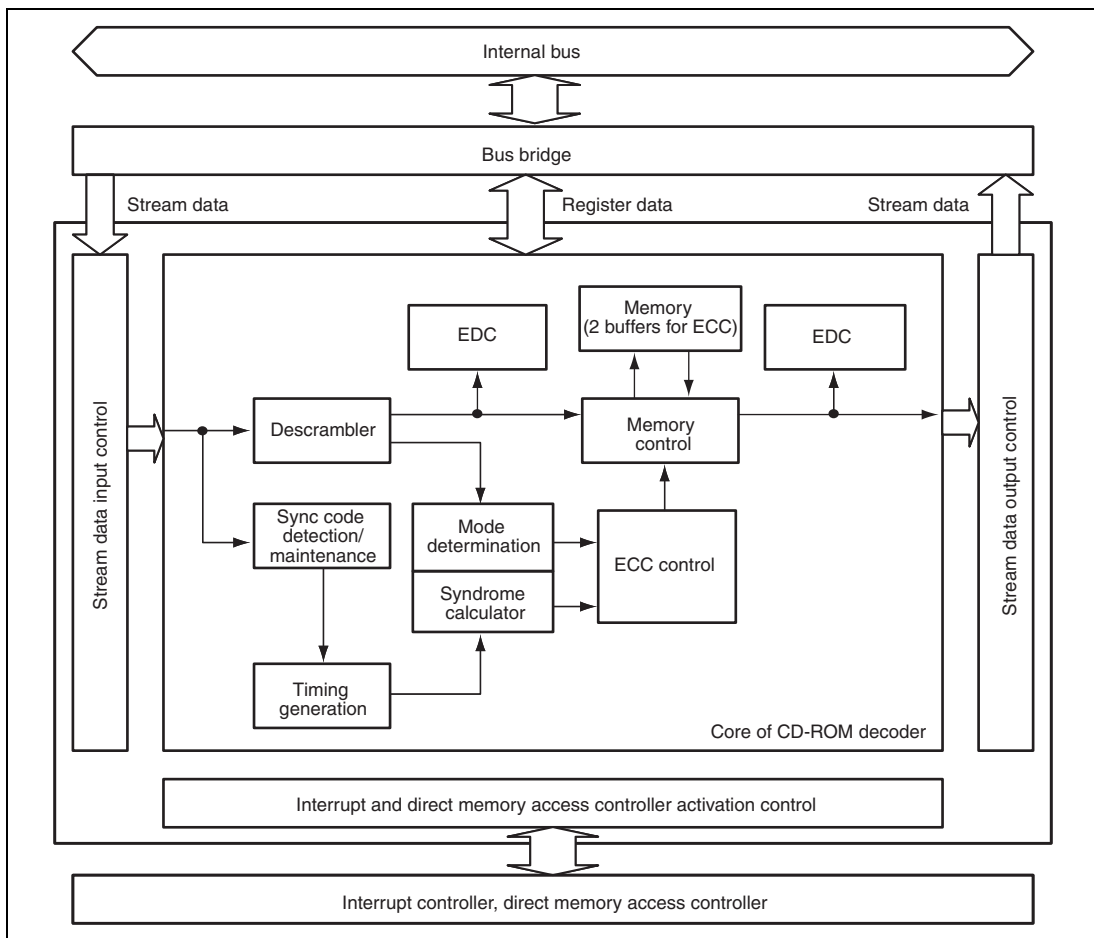 Internal bus
Bus bridge
Stream data
Register data
Stream data
Stream data input control
EDC
Memory
(2 buffers for ECC)
EDC
Descrambler
Memory
control
Sync code
detection/
maintenance
Mode
determination
ECC control
Syndrome
calculator
Timing
generation
Core of CD-ROM decoder
Stream data output control
Interrupt and direct memory access controller activation control
Interrupt controller, direct memory access controller